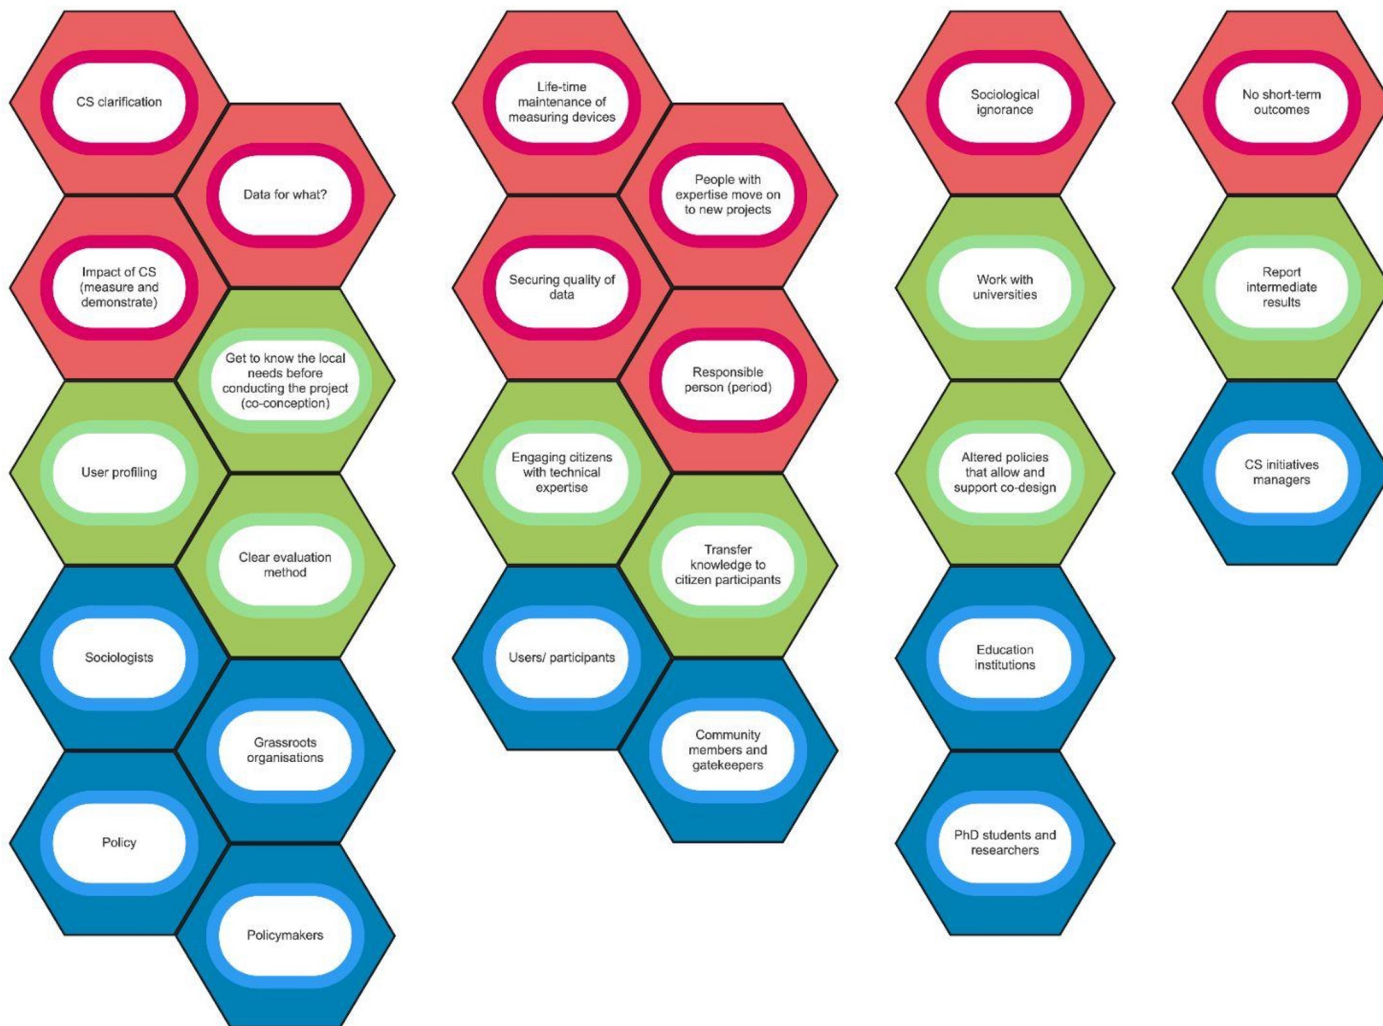 CS clarification
Data for what?
Impact of CS
(measure and
demonstrate)
Get to know the local
needs before
conducting the project
(co-conception)
User profiling
Clear evaluation
method
Sociologists
Grassroots
organisations
Policy
Policymakers
Life-time
maintenance of
measuring devices
People with
expertise move on
to new projects
Securing quality of
data
Responsible
person (period)
Engaging citizens
with technical
expertise
Transfer
knowledge to
citizen participants
Users/ participants
Community
members and
gatekeepers
Sociological
ignorance
Work with
universities
Altered policies
that allow and
support co-design
Education
institutions
PhD students and
researchers
No short-term
outcomes
Report
intermediate
results
CS initiatives
managers